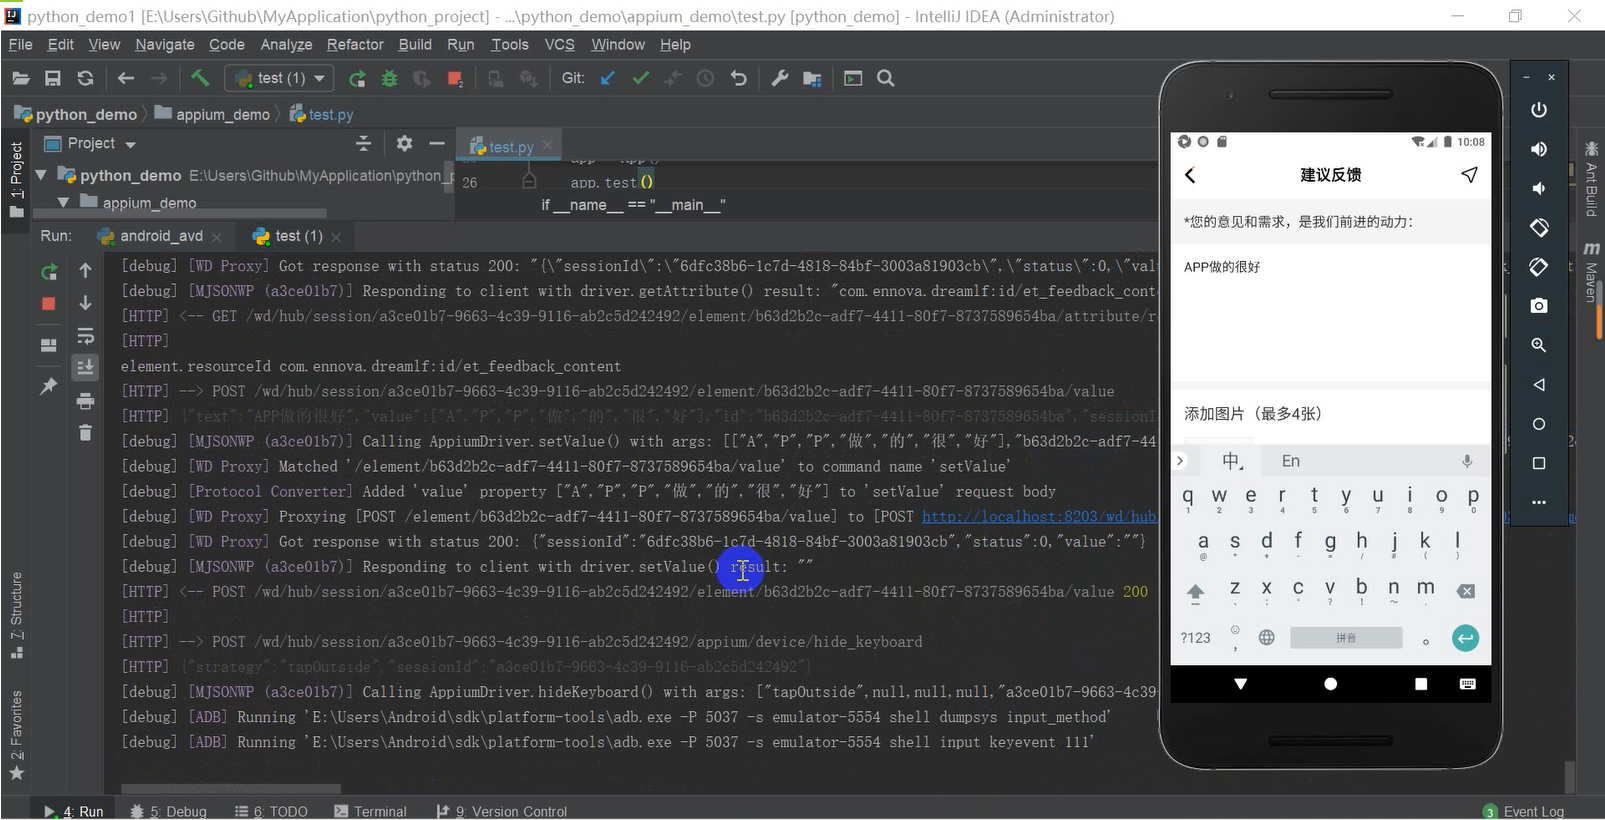 python_demo1 [E:\Users\Github\MyApplication\python_project] - ...\python_demo\appium_demo\test.py [python_demo] - IntelliJ IDEA (Administrator)
File Edit View Navigate Code Analyze Refactor Build Run Tools VCS Window Help
test (1) Git:
python_demo appium_demo test.py
Project
test.py
python_demo E:\Users\Github\MyApplication\python_p
26 app.test()
appium_demo
if __name__ == "__main__"
Run: android_avd test (1)
[debug] [WD Proxy] Got response with status 200: "{\"sessionId\":\"6dfc38b6-1c7d-4818-84bf-3003a81903cb\",\"status\":0,\"val
[debug] [MJSONWP (a3ce01b7)] Responding to client with driver.getAttribute() result: "com.ennova.dreamlf:id/et_feedback_cont
[HTTP] <-- GET /wd/hub/session/a3ce01b7-9663-4c39-9116-ab2c5d242492/element/b63d2b2c-adf7-4411-80f7-8737589654ba/attribute/r
[HTTP]
element.resourceId com.ennova.dreamlf:id/et_feedback_content
[HTTP] --> POST /wd/hub/session/a3ce01b7-9663-4c39-9116-ab2c5d242492/element/b63d2b2c-adf7-4411-80f7-8737589654ba/value
[HTTP] {"text":"APP做的很好","value":["A","P","P","做","的","很","好"],"id":"b63d2b2c-adf7-4411-80f7-8737589654ba","sessionI
[debug] [MJSONWP (a3ce01b7)] Calling AppiumDriver.setValue() with args: [["A","P","P","做","的","很","好"],"b63d2b2c-adf7-44
[debug] [WD Proxy] Matched '/element/b63d2b2c-adf7-4411-80f7-8737589654ba/value' to command name 'setValue'
[debug] [Protocol Converter] Added 'value' property ["A","P","P","做","的","很","好"] to 'setValue' request body
[debug] [WD Proxy] Proxying [POST /element/b63d2b2c-adf7-4411-80f7-8737589654ba/value] to [POST http://localhost:8203/wd/hub
[debug] [WD Proxy] Got response with status 200: {"sessionId":"6dfc38b6-1c7d-4818-84bf-3003a81903cb","status":0,"value":""}
[debug] [MJSONWP (a3ce01b7)] Responding to client with driver.setValue() result: ""
[HTTP] <-- POST /wd/hub/session/a3ce01b7-9663-4c39-9116-ab2c5d242492/element/b63d2b2c-adf7-4411-80f7-8737589654ba/value 200
[HTTP]
[HTTP] --> POST /wd/hub/session/a3ce01b7-9663-4c39-9116-ab2c5d242492/appium/device/hide_keyboard
[HTTP] {"strategy":"tapOutside","sessionId":"a3ce01b7-9663-4c39-9116-ab2c5d242492"}
[debug] [MJSONWP (a3ce01b7)] Calling AppiumDriver.hideKeyboard() with args: ["tapOutside",null,null,null,"a3ce01b7-9663-4c39
[debug] [ADB] Running 'E:\Users\Android\sdk\platform-tools\adb.exe -P 5037 -s emulator-5554 shell dumpsys input_method'
[debug] [ADB] Running 'E:\Users\Android\sdk\platform-tools\adb.exe -P 5037 -s emulator-5554 shell input keyevent 111'
4: Run 5: Debug 6: TODO Terminal 9: Version Control 3 Event Log
1: Project
7: Structure
2: Favorites
Ant Build
m Maven
10:08
建议反馈
*您的意见和需求，是我们前进的动力：
APP做的很好
添加图片（最多4张）
中 En
q w e r t y u i o p
1 2 3 4 5 6 7 8 9 0
a s d f g h j k l
z x c v b n m
?123 拼音 。